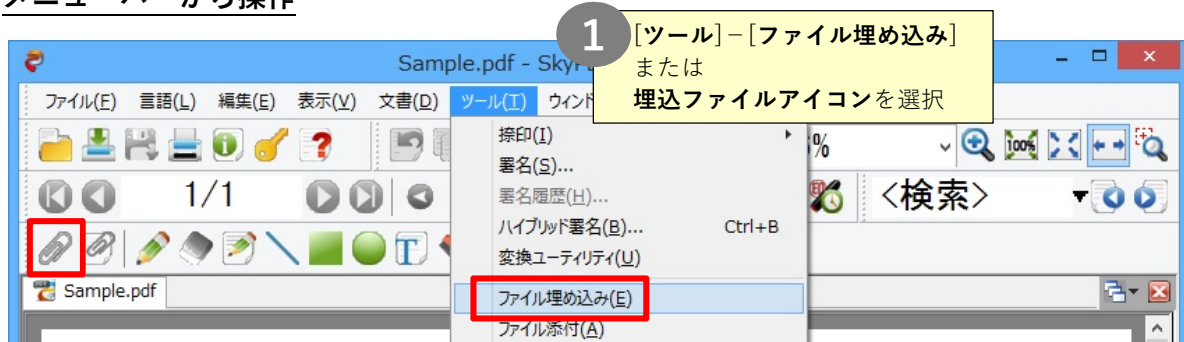 メニューバーから操作
1
[ツール]－[ファイル埋め込み]
または
埋込ファイルアイコンを選択
Sample.pdf - Sky
ファイル(F) 言語(L) 編集(E) 表示(V) 文書(D) ツール(T) ウィンド
捺印(I)
署名(S)...
署名履歴(H)...
ハイブリッド署名(B)... Ctrl+B
変換ユーティリティ(U)
ファイル埋め込み(E)
ファイル添付(A)
% 100%
1/1 <検索>
T
Sample.pdf